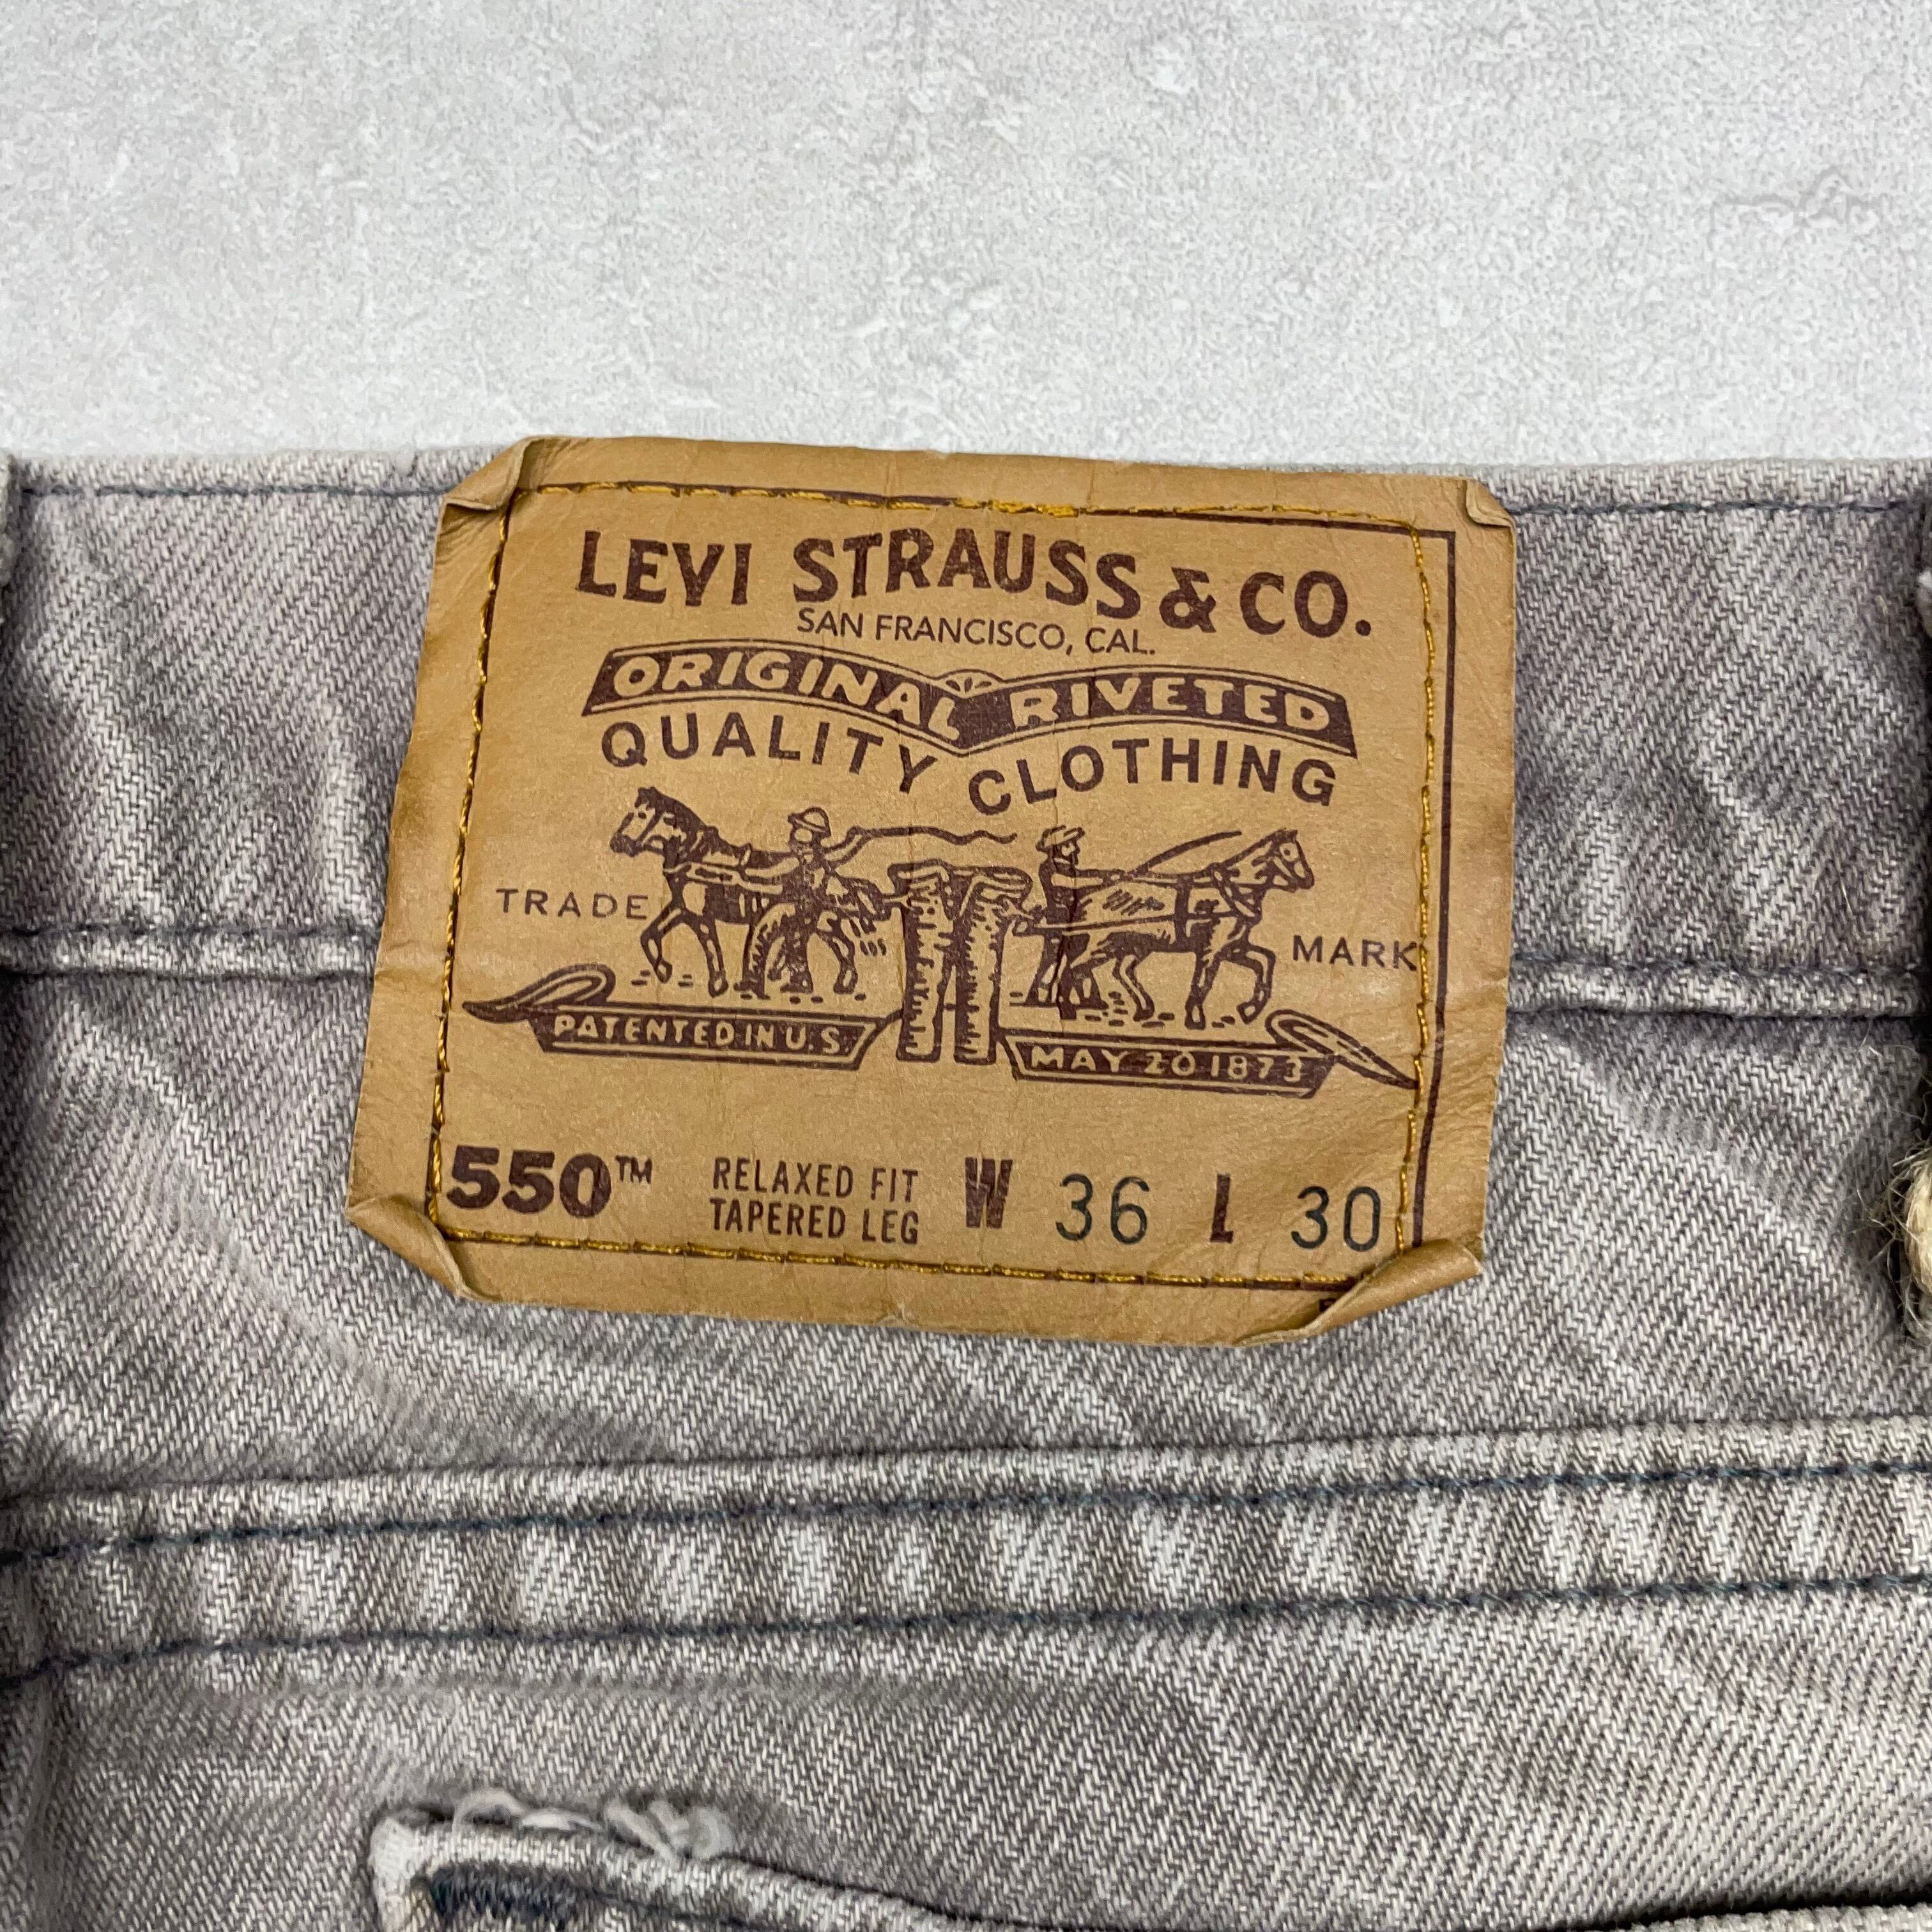 LEVI STRAUSS & CO.
SAN FRANCISCO, CAL.
ORIGINAL RIVETED
QUALITY CLOTHING
TRADE MARK
PATENTED IN U.S.
MAY 20 1873
550™ RELAXED FIT W 36 L 30
TAPERED LEG